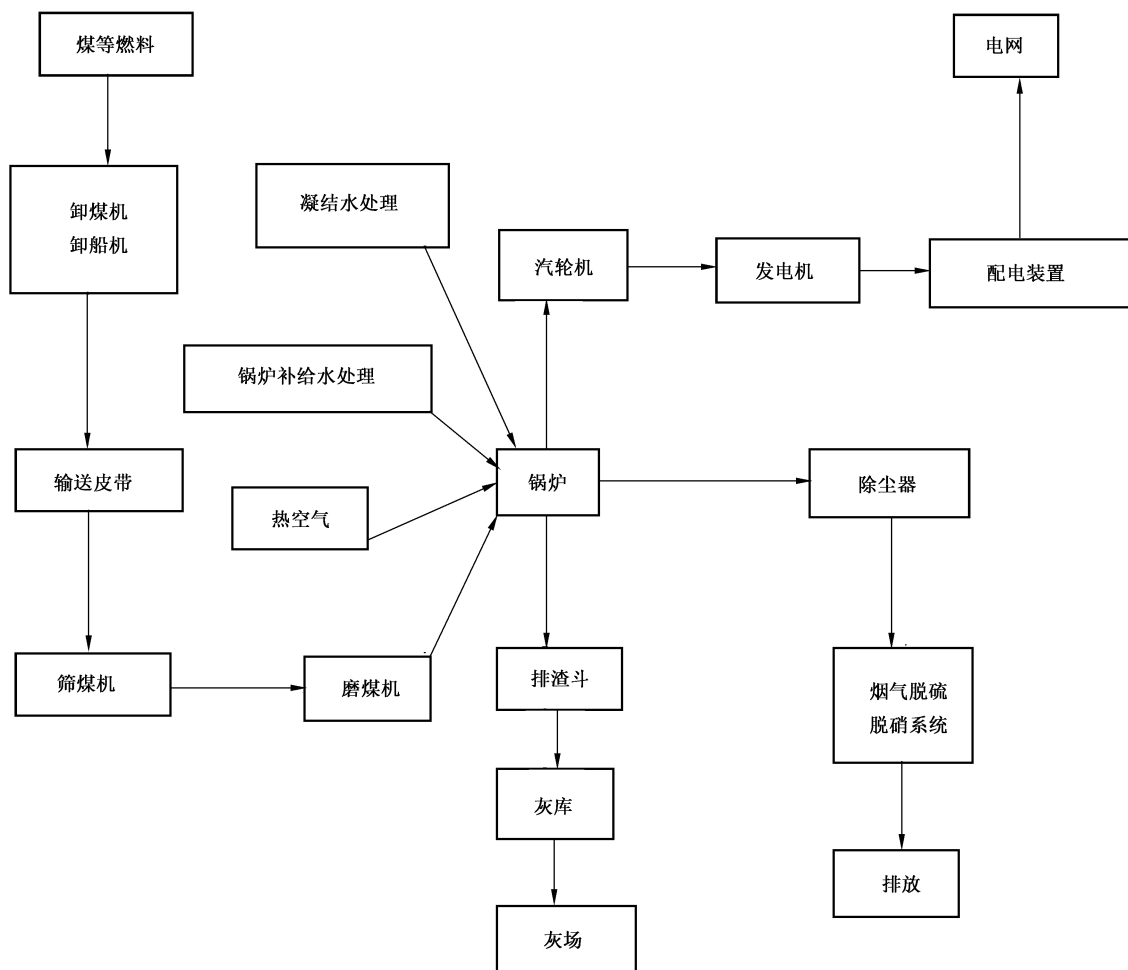 煤等燃料
电网
卸煤机
卸船机
凝结水处理
汽轮机
发电机
配电装置
锅炉补给水处理
输送皮带
热空气
锅炉
除尘器
筛煤机
磨煤机
排渣斗
烟气脱硫
脱硝系统
灰库
排放
灰场